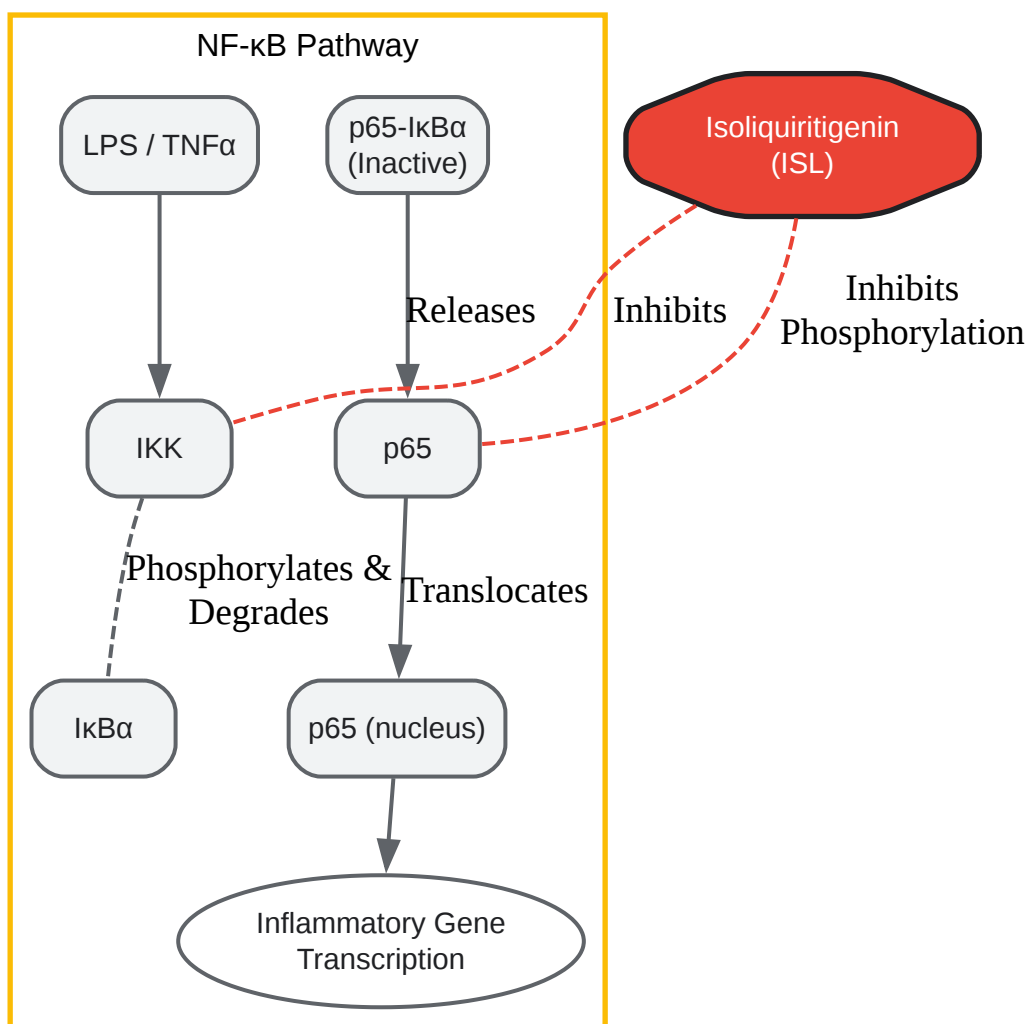 NF-κB Pathway
LPS / TNFα
p65-IκBα
(Inactive)
Isoliquiritigenin
(ISL)
Releases
Inhibits
Inhibits
Phosphorylation
IKK
p65
Phosphorylates &
Degrades
Translocates
IκBα
p65 (nucleus)
Inflammatory Gene
Transcription